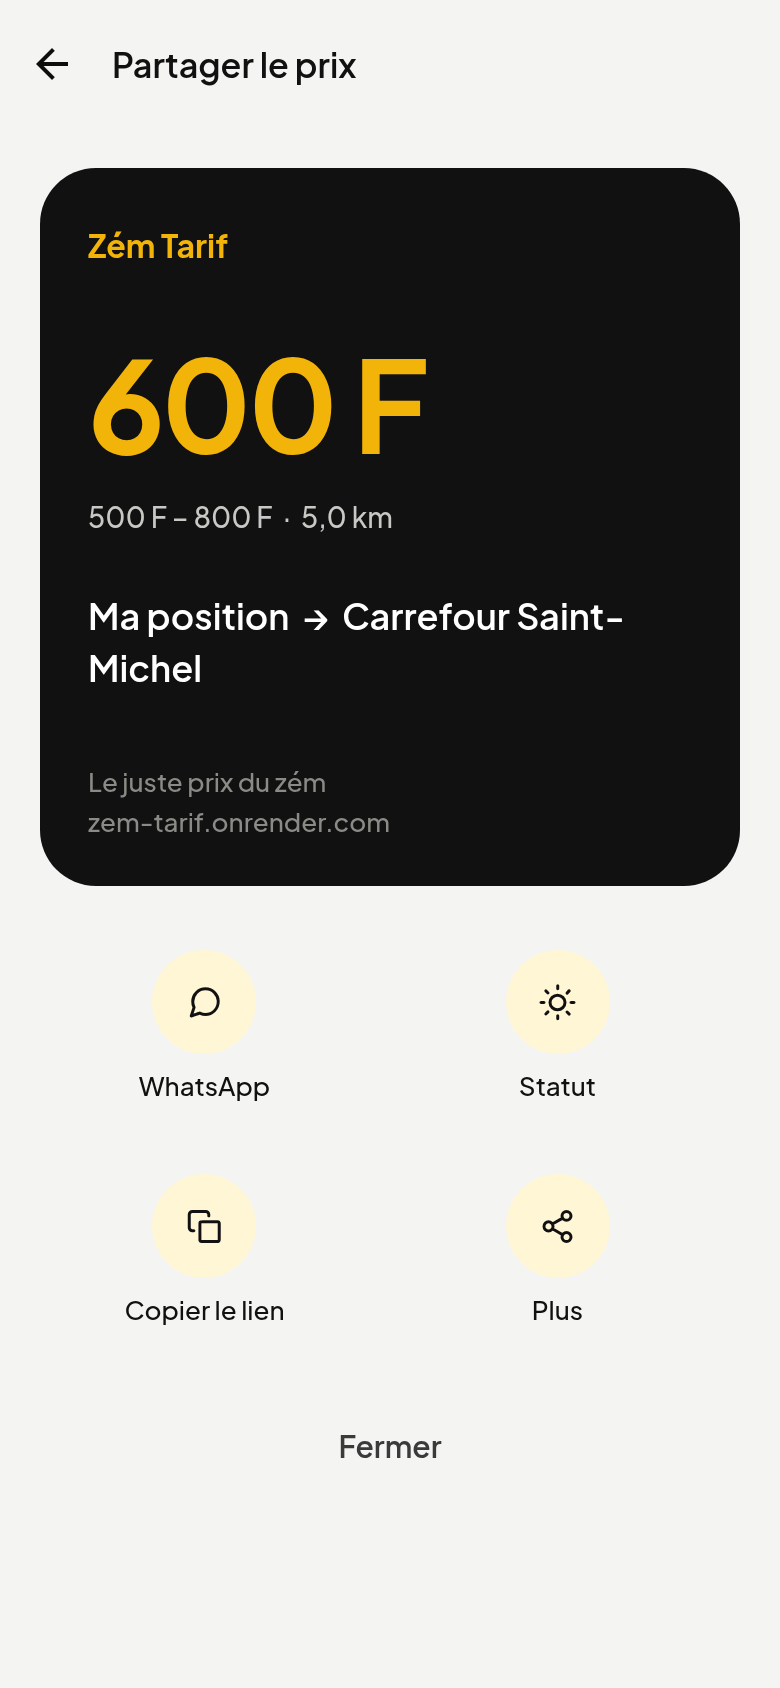 Partager le prix
Zém Tarif
600 F
500 F – 800 F · 5,0 km
Ma position → Carrefour Saint-
Michel
Le juste prix du zém
zem-tarif.onrender.com
WhatsApp
Statut
Copier le lien
Plus
Fermer